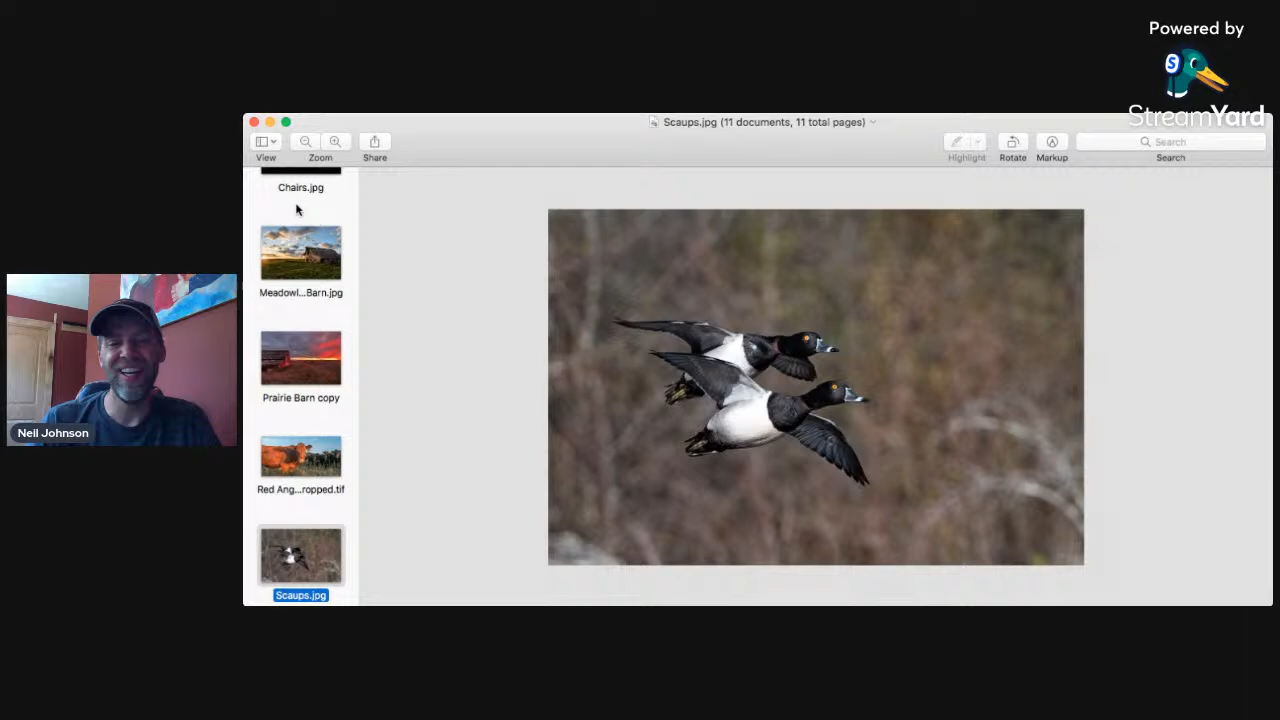 Powered by
S
StreamYard
Scaups.jpg (11 documents, 11 total pages)
View
Zoom
Share
Highlight
Rotate
Markup
Search
Search
Chairs.jpg
Meadowl...Barn.jpg
Prairie Barn copy
Red Ang...ropped.tif
Scaups.jpg
Neil Johnson